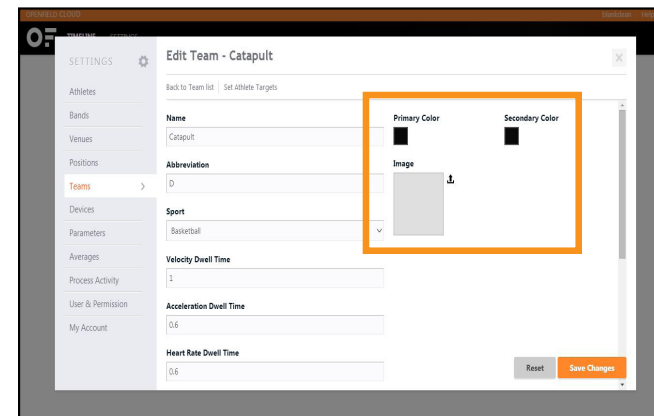 OPENFIELD CLOUD
OF
TIMELINE SETTINGS
SETTINGS
Edit Team - Catapult
X
Athletes
Back to Team list | Set Athlete Targets
Bands
Name
Primary Color
Secondary Color
Venues
Catapult
Positions
Abbreviation
Image
Teams >
D
Devices
Sport
Parameters
Basketball
Averages
Velocity Dwell Time
Process Activity
1
User & Permission
Acceleration Dwell Time
My Account
0.6
Heart Rate Dwell Time
0.6
Reset
Save Changes